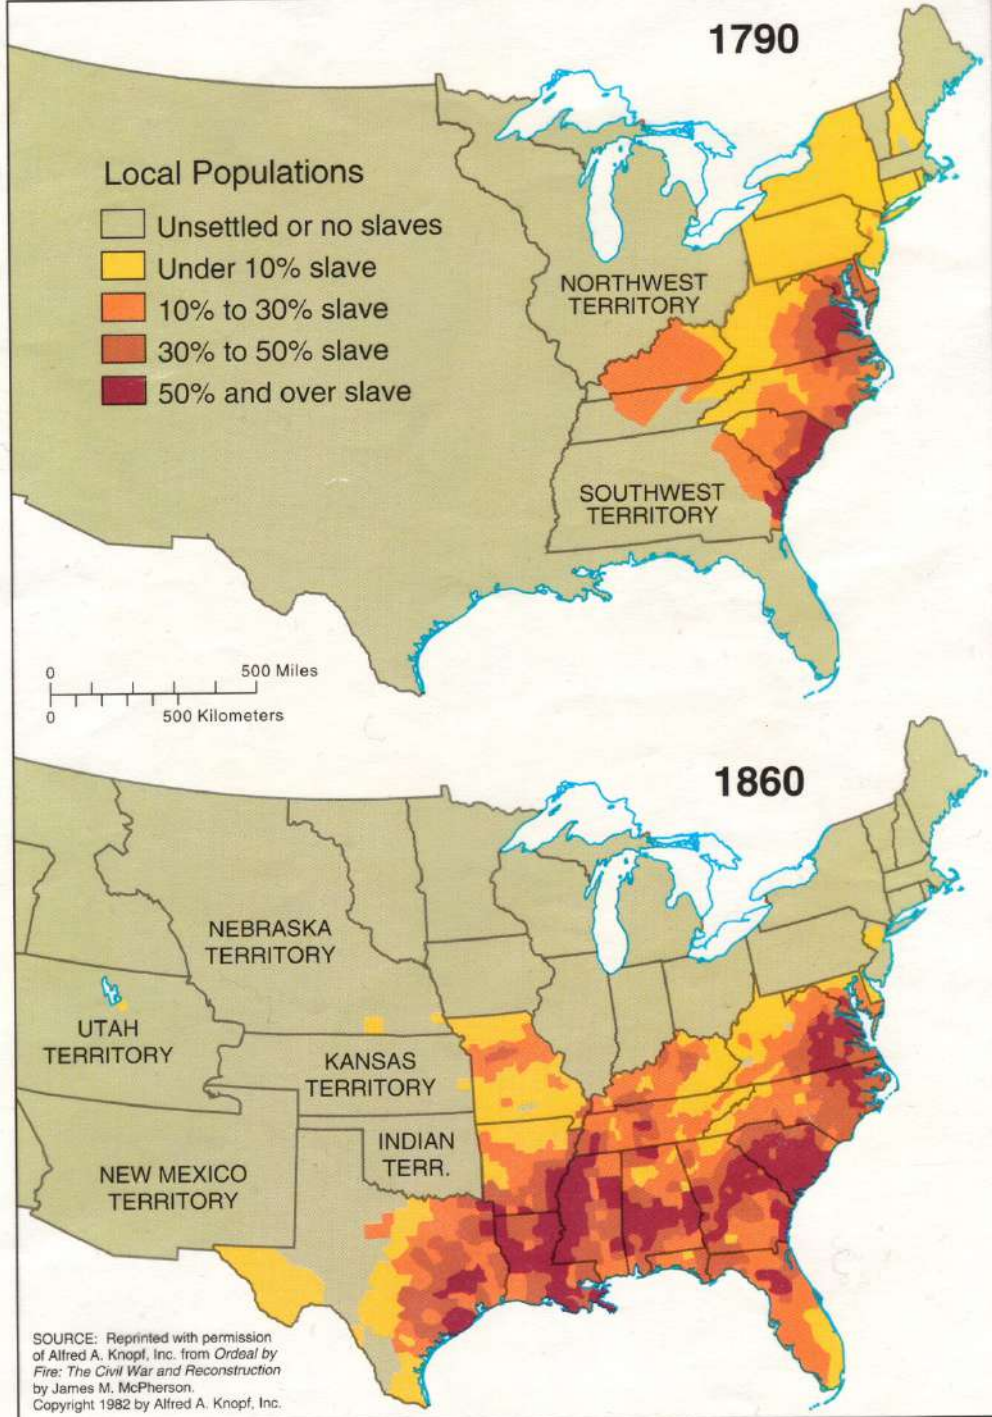 1790
Local Populations
Unsettled or no slaves
Under 10% slave
10% to 30% slave
30% to 50% slave
50% and over slave
NORTHWEST
TERRITORY
SOUTHWEST
TERRITORY
0
500 Miles
0
500 Kilometers
1860
NEBRASKA
TERRITORY
UTAH
TERRITORY
KANSAS
TERRITORY
INDIAN
TERR.
NEW MEXICO
TERRITORY
SOURCE: Reprinted with permission
of Alfred A. Knopf, Inc. from Ordeal by
Fire: The Civil War and Reconstruction
by James M. McPherson.
Copyright 1982 by Alfred A. Knopf, Inc.